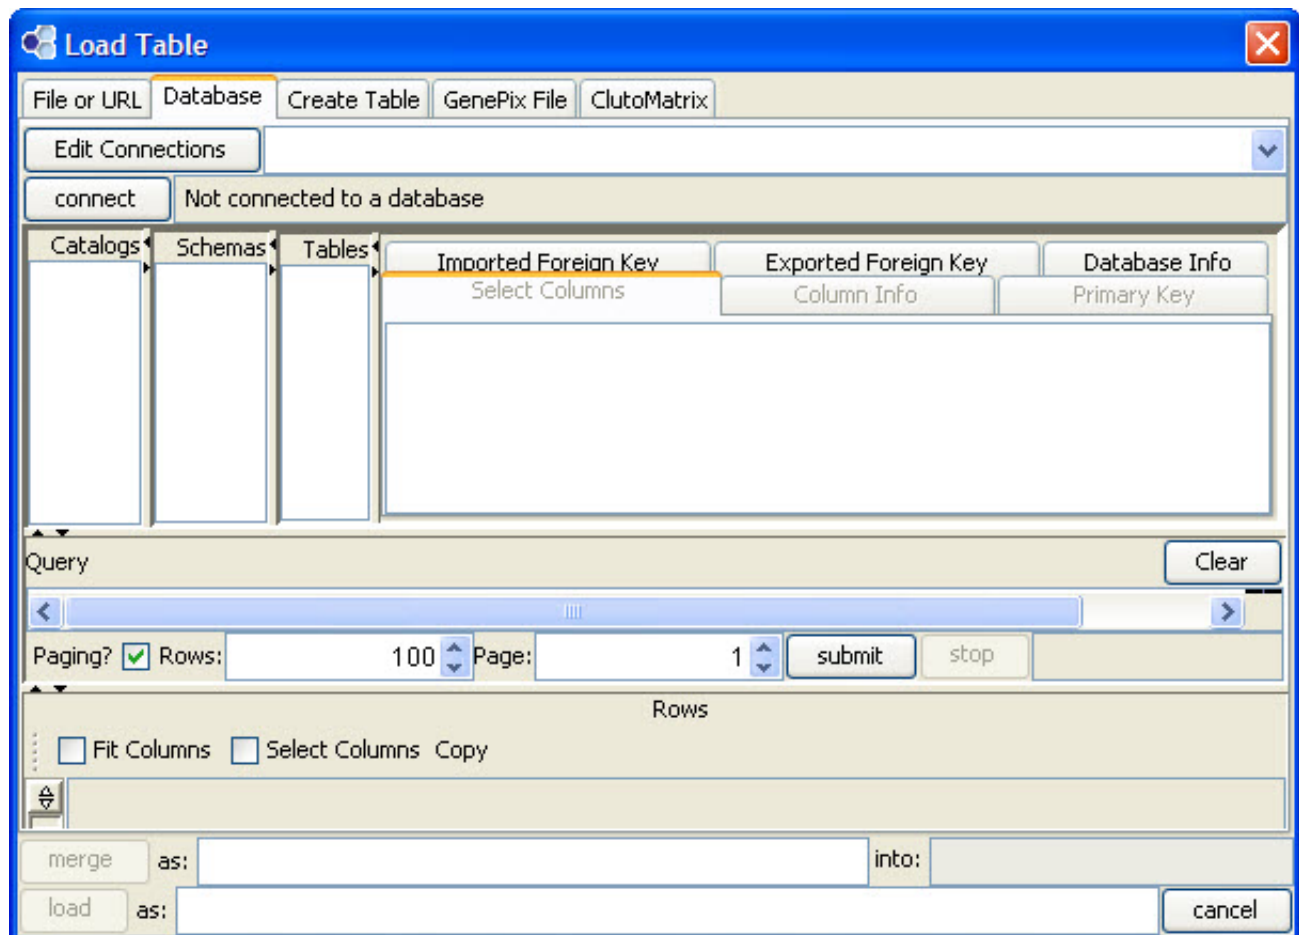 Load Table
File or URL Database Create Table GenePix File ClutoMatrix
Edit Connections
connect Not connected to a database
Catalogs Schemas Tables Imported Foreign Key Exported Foreign Key Database Info
Select Columns Column Info Primary Key
Query Clear
Paging? Rows: 100 Page: 1 submit stop
Rows
Fit Columns Select Columns Copy
merge as: into:
load as: cancel